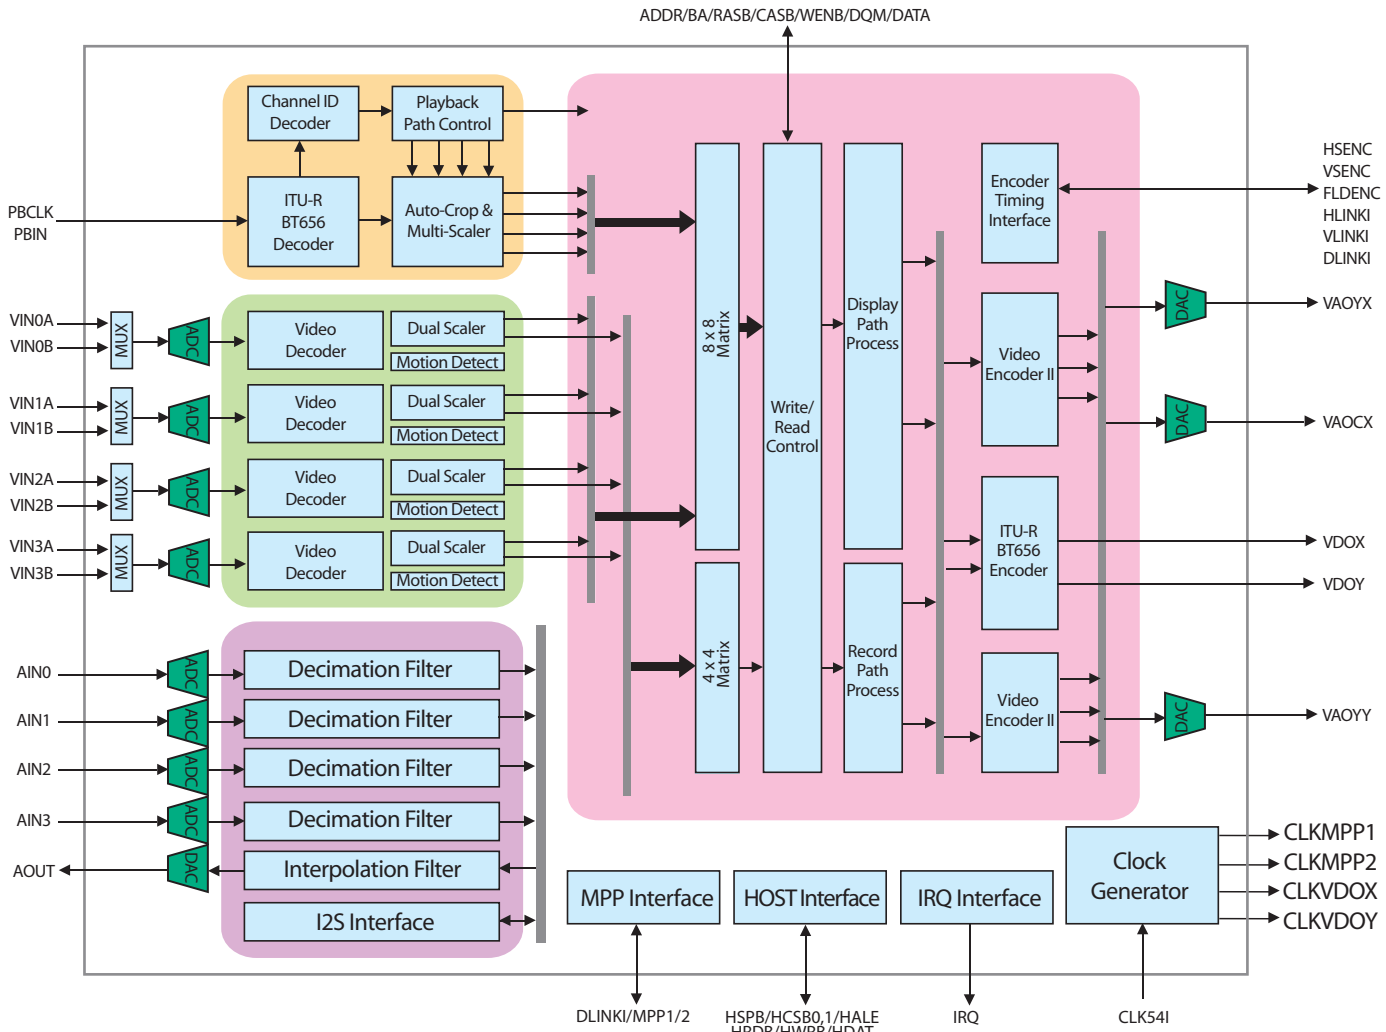 ADDR/BA/RASB/CASB/WENB/DQM/DATA
Channel ID
Decoder
Playback
Path Control
ITU-R
BT656
Decoder
Auto-Crop &
Multi-Scaler
PBCLK
PBIN
VIN0A
VIN0B
MUX
ADC
Video
Decoder
Dual Scaler
Motion Detect
VIN1A
VIN1B
MUX
ADC
Video
Decoder
Dual Scaler
Motion Detect
VIN2A
VIN2B
MUX
ADC
Video
Decoder
Dual Scaler
Motion Detect
VIN3A
VIN3B
MUX
ADC
Video
Decoder
Dual Scaler
Motion Detect
AIN0
ADC
Decimation Filter
AIN1
ADC
Decimation Filter
AIN2
ADC
Decimation Filter
AIN3
ADC
Decimation Filter
AOUT
DAC
Interpolation Filter
I2S Interface
8 x 8
Matrix
4 x 4
Matrix
Write/
Read
Control
Display
Path
Process
Record
Path
Process
Encoder
Timing
Interface
Video
Encoder II
ITU-R
BT656
Encoder
Video
Encoder II
HSENC
VSENC
FLDENC
HLINKI
VLINKI
DLINKI
DAC
VAOYX
DAC
VAOCX
VDOX
VDOY
DAC
VAOYY
MPP Interface
HOST Interface
IRQ Interface
Clock
Generator
CLKMPP1
CLKMPP2
CLKVDOX
CLKVDOY
DLINKI/MPP1/2
HSPB/HCSB0,1/HALE
HRDB/HWRB/HDAT
IRQ
CLK54I